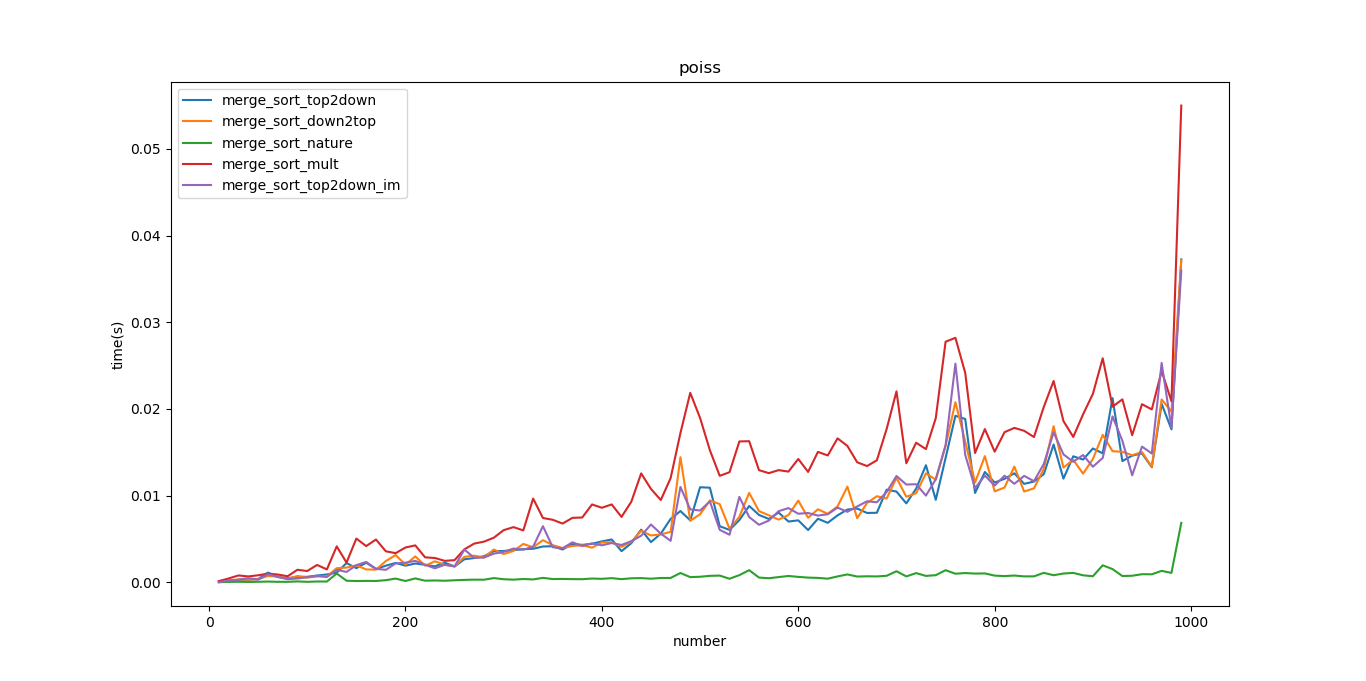 poiss
merge_sort_top2down
merge_sort_down2top
merge_sort_nature
merge_sort_mult
merge_sort_top2down_im
0.05
0.04
0.03
0.02
0.01
0.00
time(s)
0 200 400 600 800 1000
number